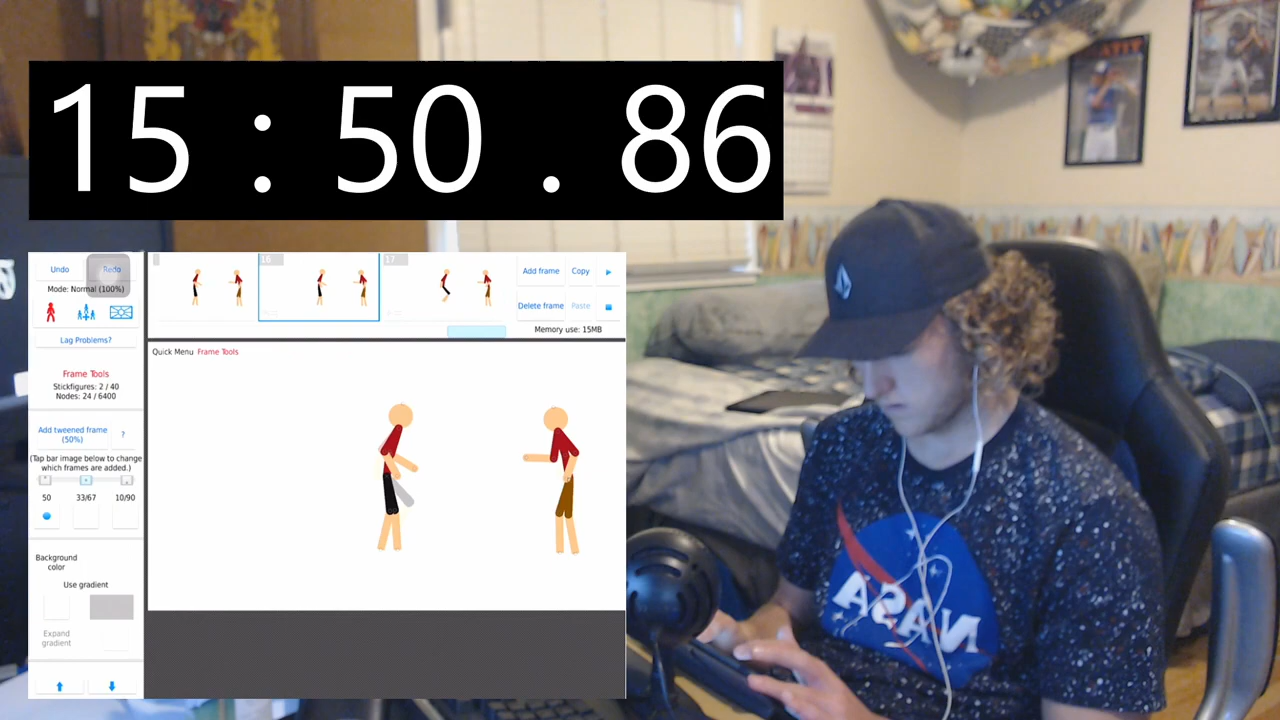 15 : 50 . 86
Undo
Redo
Mode: Normal (100%)
Lag Problems?
Frame Tools
Stickfigures: 2 / 40
Nodes: 24 / 6400
Add tweened frame
(50%)
?
(Tap bar image below to change
which frames are added.)
50
33/67
10/90
Background
color
Use gradient
Expand
gradient
16
17
Add frame
Copy
Delete frame
Paste
Memory use: 15MB
Quick Menu
Frame Tools
NASA